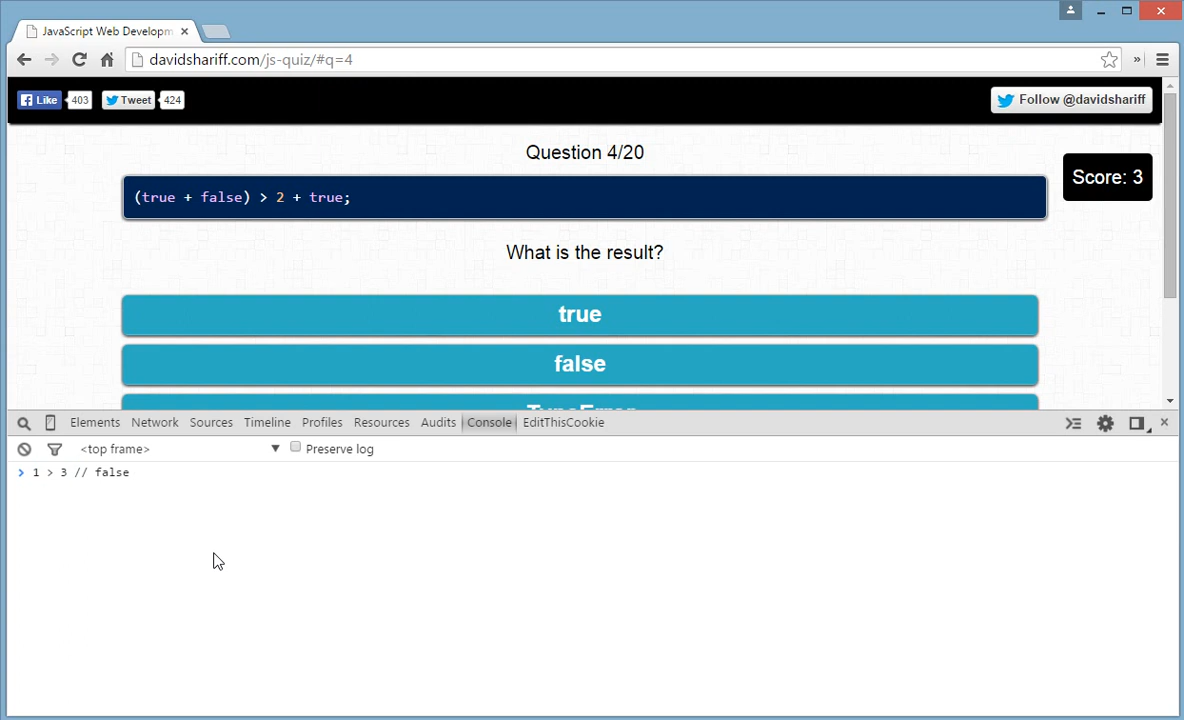 JavaScript Web Developm
davidshariff.com/js-quiz/#q=4
Like 403 Tweet 424 Follow @davidshariff
Question 4/20
Score: 3
(true + false) > 2 + true;
What is the result?
true
false
TypeError
Elements Network Sources Timeline Profiles Resources Audits Console EditThisCookie
<top frame> Preserve log
> 1 > 3 // false